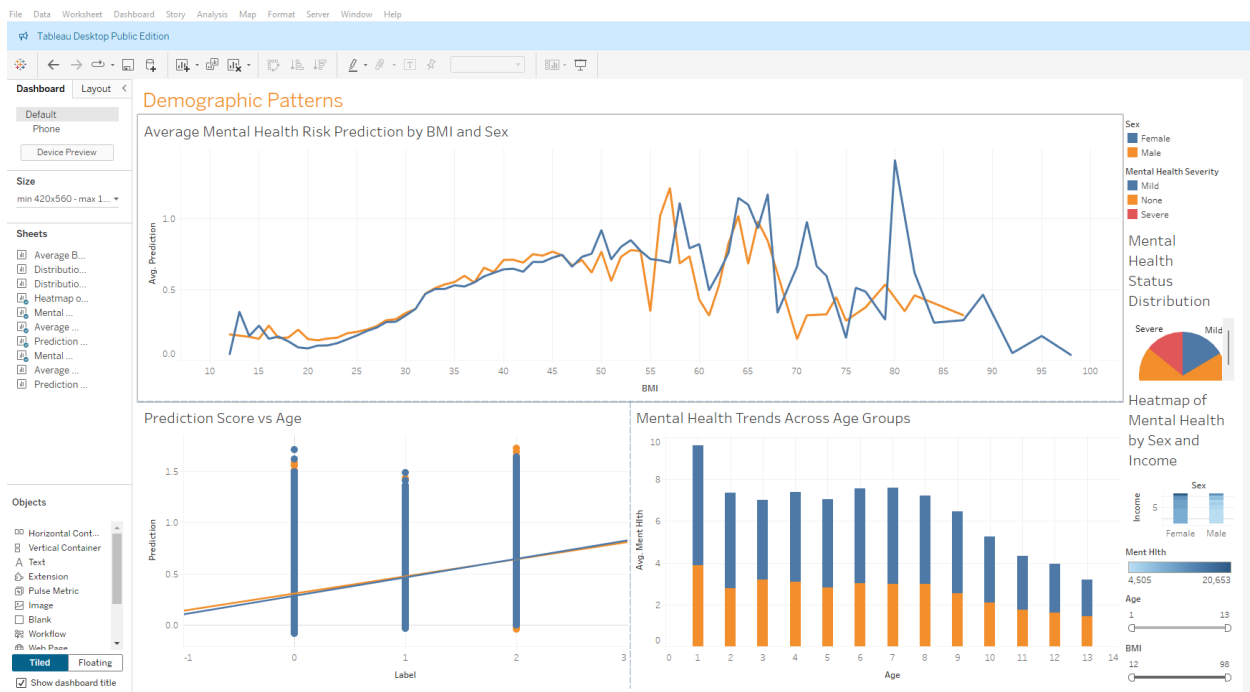 File Data Worksheet Dashboard Story Analysis Map Format Server Window Help
Tableau Desktop Public Edition
Dashboard Layout
Default
Phone
Device Preview
Size
min 420x560 - max 1...
Sheets
Average B...
Distributio...
Distributio...
Heatmap o...
Mental ...
Average ...
Prediction ...
Mental ...
Average ...
Prediction ...
Objects
Horizontal Cont...
Vertical Container
A Text
Extension
Pulse Metric
Image
Blank
Workflow
Web Page
Tiled Floating
Show dashboard title
Demographic Patterns
Average Mental Health Risk Prediction by BMI and Sex
Avg. Prediction
1.0
0.5
0.0
10 15 20 25 30 35 40 45 50 55 60 65 70 75 80 85 90 95 100
BMI
Prediction Score vs Age
Prediction
1.5
1.0
0.5
0.0
-1 0 1 2 3
Label
Mental Health Trends Across Age Groups
Avg. Ment Hlth
10
8
6
4
2
0
0 1 2 3 4 5 6 7 8 9 10 11 12 13 14
Age
Sex
Female
Male
Mental Health Severity
Mild
None
Severe
Mental
Health
Status
Distribution
Severe Mild
Heatmap of
Mental Health
by Sex and
Income
Sex
Income
5
Female Male
Ment Hlth
4,505 20,653
Age
1 13
BMI
12 98